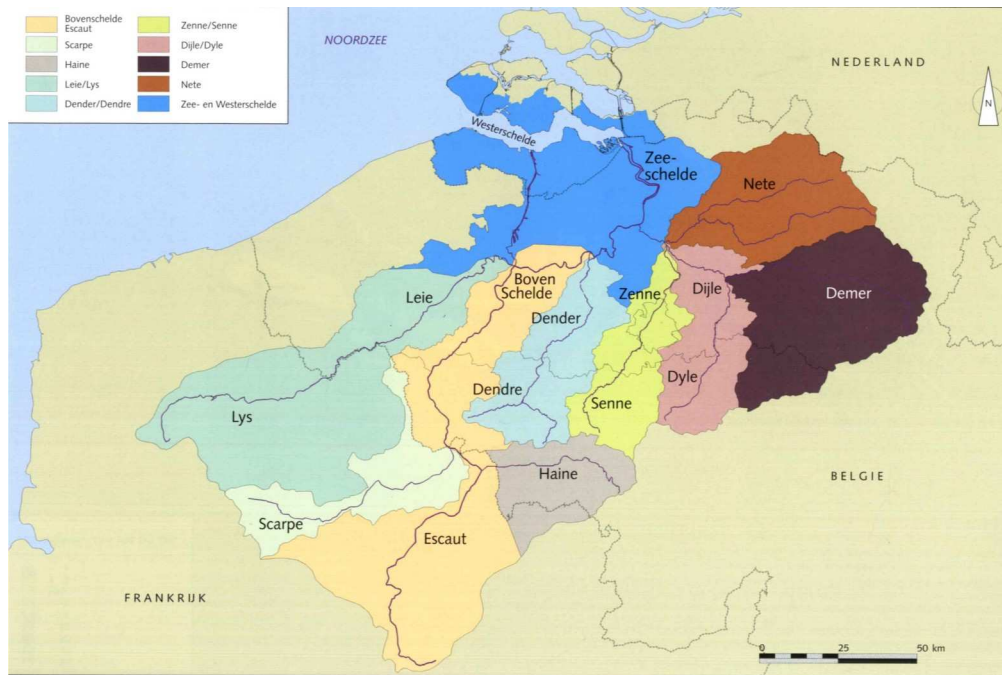 Bovenschelde
Escaut
Scarpe
Haine
Leie/Lys
Dender/Dendre
Zenne/Senne
Dijle/Dyle
Demer
Nete
Zee- en Westerschelde
NOORDZEE
NEDERLAND
N
Westerschelde
Zee-
schelde
Nete
Leie
Boven
Schelde
Dender
Zenne
Dijle
Demer
Dendre
Dyle
Senne
Lys
Haine
BELGIE
Scarpe
Escaut
FRANKRIJK
0 25 50 km